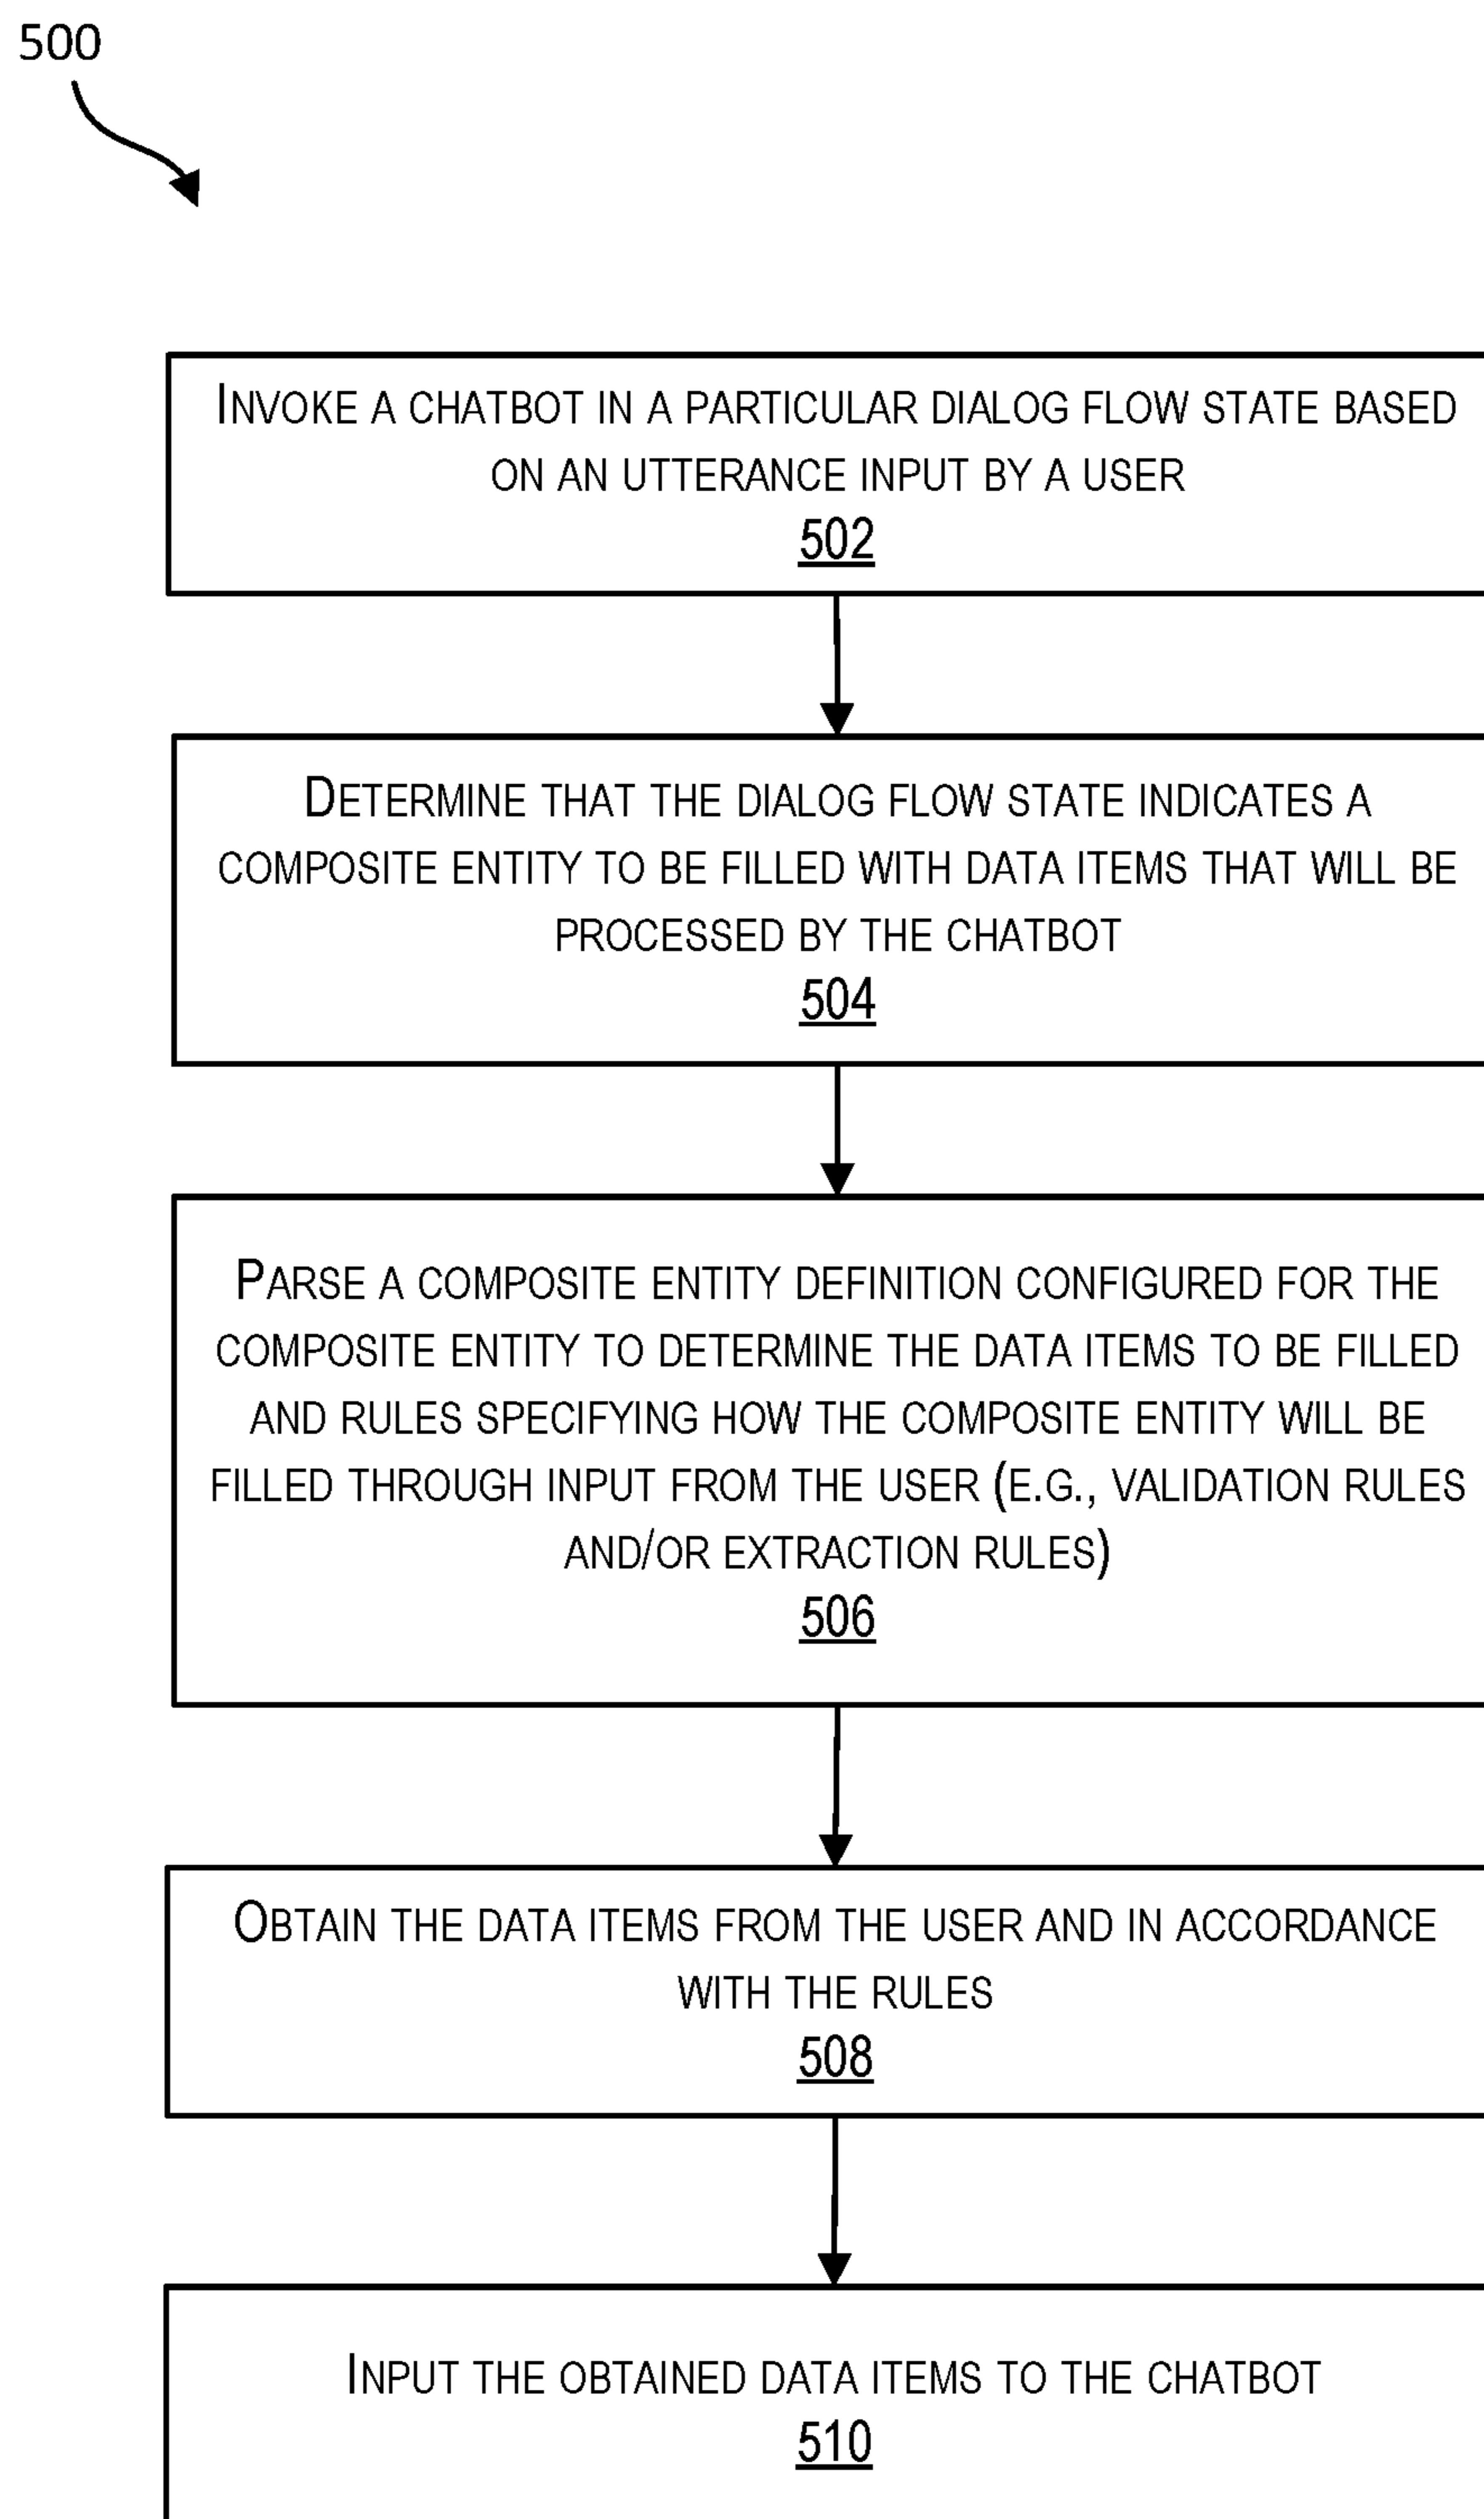 500
INVOKE A CHATBOT IN A PARTICULAR DIALOG FLOW STATE BASED
ON AN UTTERANCE INPUT BY A USER
502
DETERMINE THAT THE DIALOG FLOW STATE INDICATES A
COMPOSITE ENTITY TO BE FILLED WITH DATA ITEMS THAT WILL BE
PROCESSED BY THE CHATBOT
504
PARSE A COMPOSITE ENTITY DEFINITION CONFIGURED FOR THE
COMPOSITE ENTITY TO DETERMINE THE DATA ITEMS TO BE FILLED
AND RULES SPECIFYING HOW THE COMPOSITE ENTITY WILL BE
FILLED THROUGH INPUT FROM THE USER (E.G., VALIDATION RULES
AND/OR EXTRACTION RULES)
506
OBTAIN THE DATA ITEMS FROM THE USER AND IN ACCORDANCE
WITH THE RULES
508
INPUT THE OBTAINED DATA ITEMS TO THE CHATBOT
510